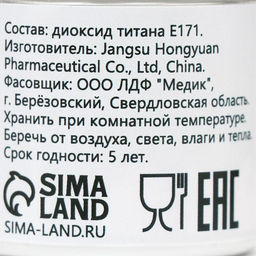 Состав: диоксид титана E171.
Изготовитель: Jangsu Hongyuan
Pharmaceutical Co., Ltd, China.
Фасовщик: ООО ЛДФ "Медик",
г. Берёзовский, Свердловская область.
Хранить при комнатной температуре.
Беречь от воздуха, света, влаги и тепла.
Срок годности: 5 лет.
SIMA
LAND
SIMA-LAND.RU
EAC